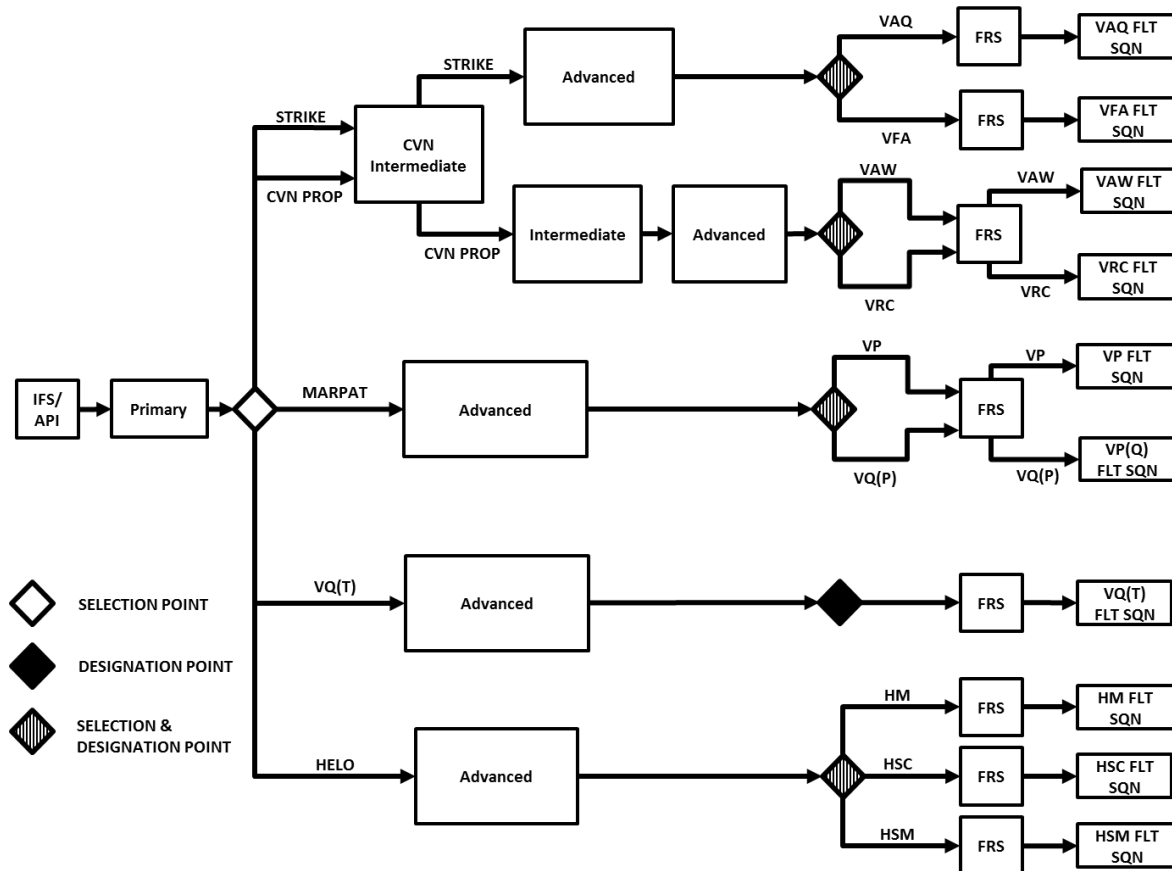 VAQ
FRS
VAQ FLT
SQN
STRIKE
Advanced
STRIKE
VFA
FRS
VFA FLT
SQN
CVN
Intermediate
CVN PROP
VAW
VAW
VAW FLT
SQN
CVN PROP
Intermediate
Advanced
FRS
VRC
VRC
VRC FLT
SQN
VP
VP
VP FLT
SQN
IFS/
API
Primary
MARPAT
Advanced
FRS
VQ(P)
VQ(P)
VP(Q)
FLT SQN
VQ(T)
Advanced
FRS
VQ(T)
FLT SQN
SELECTION POINT
DESIGNATION POINT
SELECTION &
DESIGNATION POINT
HM
FRS
HM FLT
SQN
HELO
Advanced
HSC
FRS
HSC FLT
SQN
HSM
FRS
HSM FLT
SQN